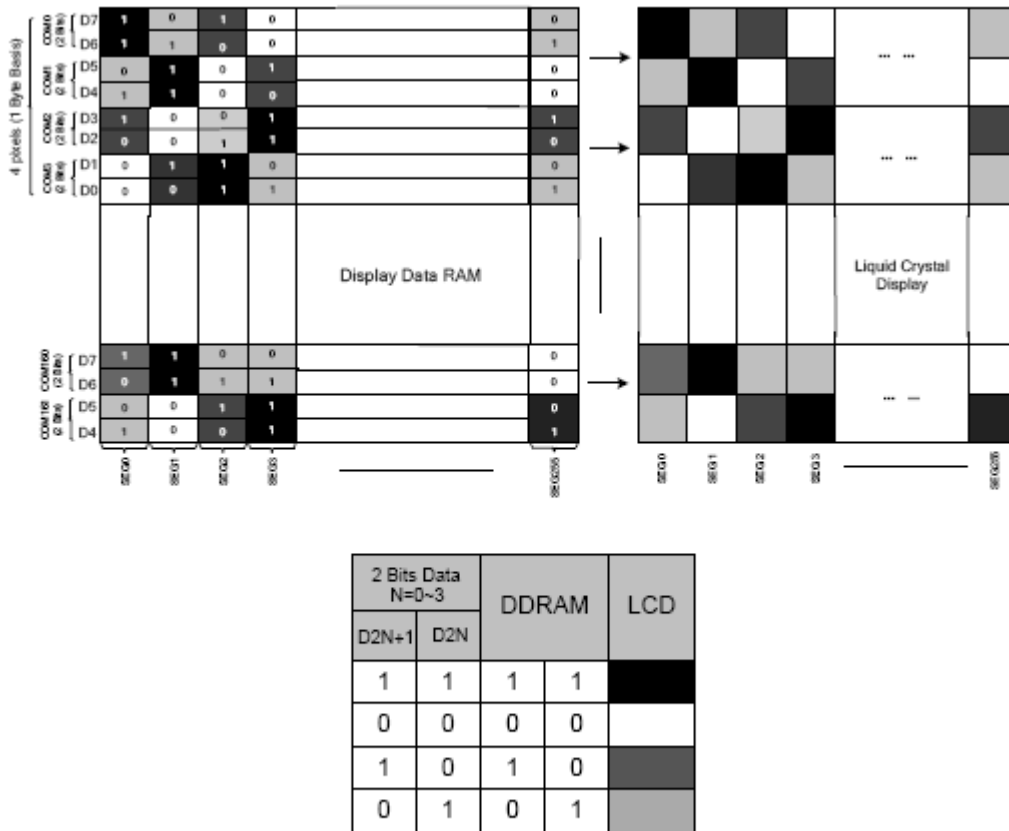 4 pixels (1 Byte Basis)
COM0 (2 Bits)
D7 1 0 1 0 0
D6 1 1 0 0 1
COM1 (2 Bits)
D5 0 1 0 1 0
D4 1 1 0 0 0
... ...
COM2 (2 Bits)
D3 1 0 0 1 1
D2 0 0 1 1 0
COM3 (2 Bits)
D1 0 1 1 0 0
D0 0 0 1 1 1
... ...
Display Data RAM
Liquid Crystal
Display
COM160 (2 Bits)
D7 1 1 0 0 0
D6 0 1 1 1 0
COM161 (2 Bits)
D5 0 0 1 1 0
D4 1 0 0 1 1
... ...
SEG0 SEG1 SEG2 SEG3 SEG255
SEG0 SEG1 SEG2 SEG3 SEG255
2 Bits Data
N=0~3
DDRAM LCD
D2N+1 D2N
1 1 1 1
0 0 0 0
1 0 1 0
0 1 0 1